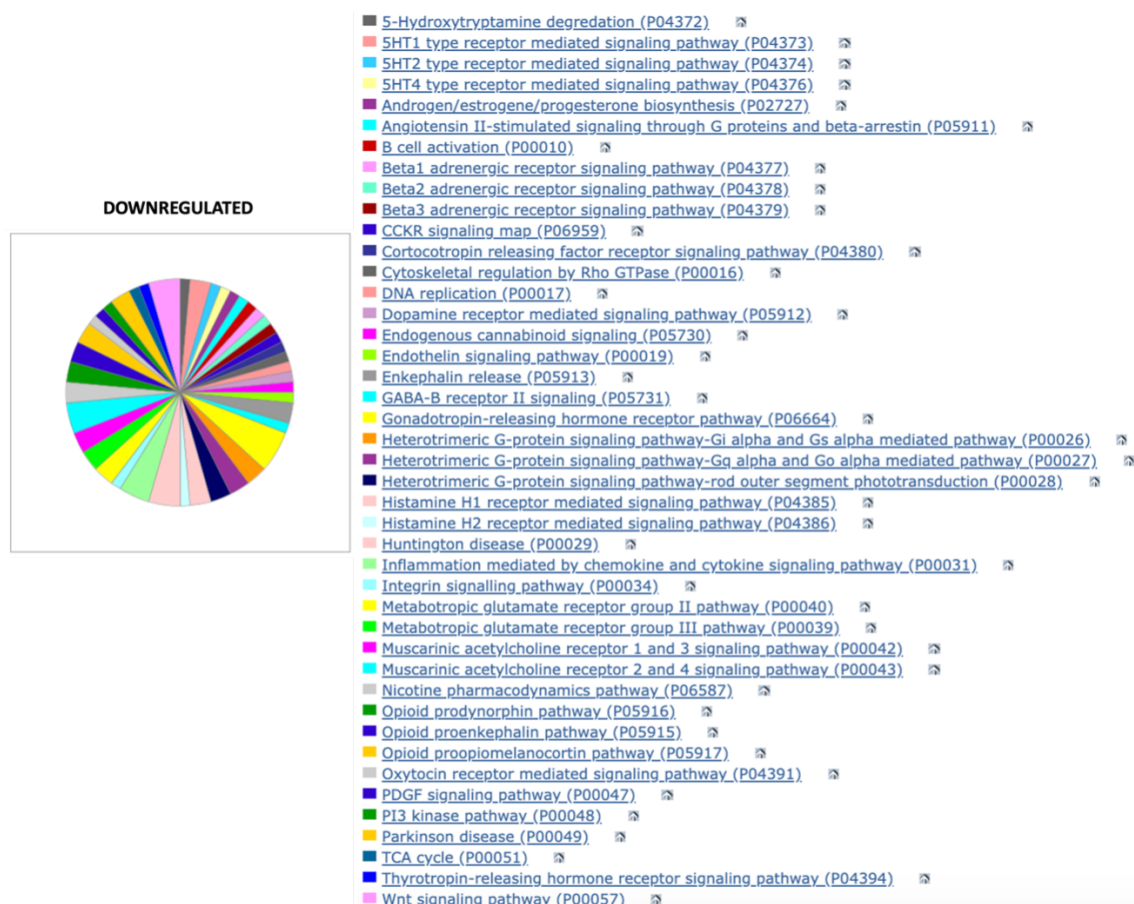 DOWNREGULATED
5-Hydroxytryptamine degredation (P04372)
5HT1 type receptor mediated signaling pathway (P04373)
5HT2 type receptor mediated signaling pathway (P04374)
5HT4 type receptor mediated signaling pathway (P04376)
Androgen/estrogene/progesterone biosynthesis (P02727)
Angiotensin II-stimulated signaling through G proteins and beta-arrestin (P05911)
B cell activation (P00010)
Beta1 adrenergic receptor signaling pathway (P04377)
Beta2 adrenergic receptor signaling pathway (P04378)
Beta3 adrenergic receptor signaling pathway (P04379)
CCKR signaling map (P06959)
Cortocotropin releasing factor receptor signaling pathway (P04380)
Cytoskeletal regulation by Rho GTPase (P00016)
DNA replication (P00017)
Dopamine receptor mediated signaling pathway (P05912)
Endogenous cannabinoid signaling (P05730)
Endothelin signaling pathway (P00019)
Enkephalin release (P05913)
GABA-B receptor II signaling (P05731)
Gonadotropin-releasing hormone receptor pathway (P06664)
Heterotrimeric G-protein signaling pathway-Gi alpha and Gs alpha mediated pathway (P00026)
Heterotrimeric G-protein signaling pathway-Gq alpha and Go alpha mediated pathway (P00027)
Heterotrimeric G-protein signaling pathway-rod outer segment phototransduction (P00028)
Histamine H1 receptor mediated signaling pathway (P04385)
Histamine H2 receptor mediated signaling pathway (P04386)
Huntington disease (P00029)
Inflammation mediated by chemokine and cytokine signaling pathway (P00031)
Integrin signalling pathway (P00034)
Metabotropic glutamate receptor group II pathway (P00040)
Metabotropic glutamate receptor group III pathway (P00039)
Muscarinic acetylcholine receptor 1 and 3 signaling pathway (P00042)
Muscarinic acetylcholine receptor 2 and 4 signaling pathway (P00043)
Nicotine pharmacodynamics pathway (P06587)
Opioid prodynorphin pathway (P05916)
Opioid proenkephalin pathway (P05915)
Opioid proopiomelanocortin pathway (P05917)
Oxytocin receptor mediated signaling pathway (P04391)
PDGF signaling pathway (P00047)
PI3 kinase pathway (P00048)
Parkinson disease (P00049)
TCA cycle (P00051)
Thyrotropin-releasing hormone receptor signaling pathway (P04394)
Wnt signaling pathway (P00057)